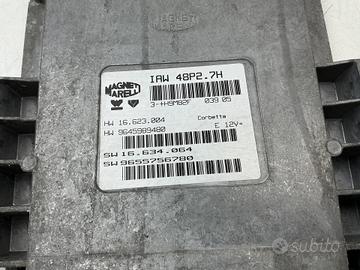 MAGNETI
MARELLI
IAW 48P2.7H
3-HH9M82F 039 05
HW 16.623.004 Corbetta
HW 9645989480 E 12V=
SW 16.634.064
SW 9655756780
subito